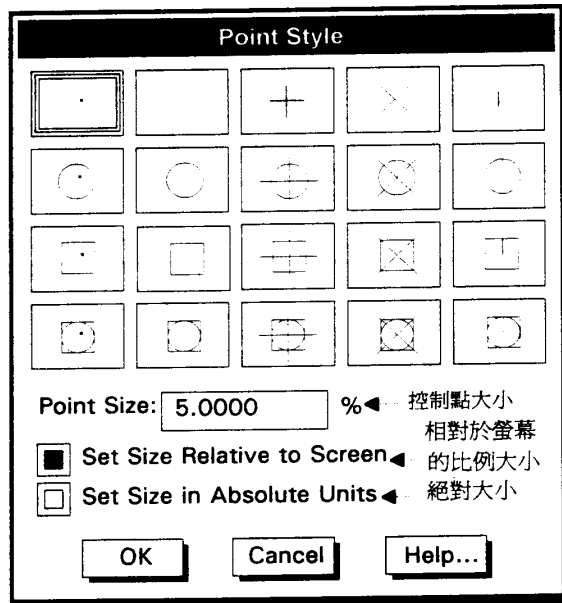 Point Style
Point Size: 5.0000 % 控制點大小
相對於螢幕
Set Size Relative to Screen 的比例大小
Set Size in Absolute Units 絕對大小
OK Cancel Help...